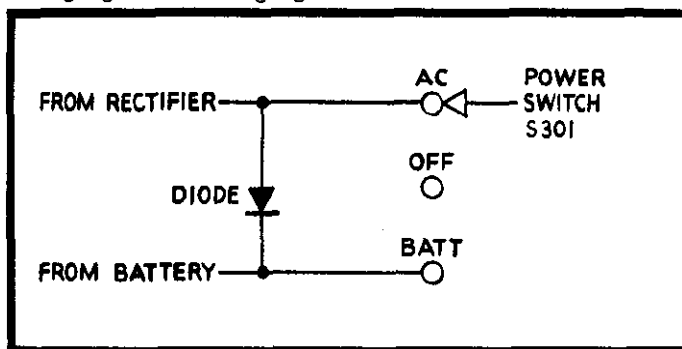 AC
POWER
FROM RECTIFIER
SWITCH
S301
OFF
DIODE
BATT
FROM BATTERY